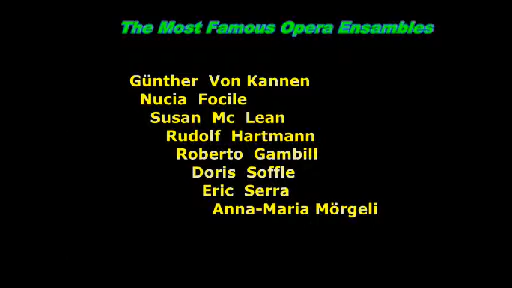 The Most Famous Opera Ensambles
Günther Von Kannen
Nucia Focile
Susan Mc Lean
Rudolf Hartmann
Roberto Gambill
Doris Soffle
Eric Serra
Anna-Maria Mörgeli